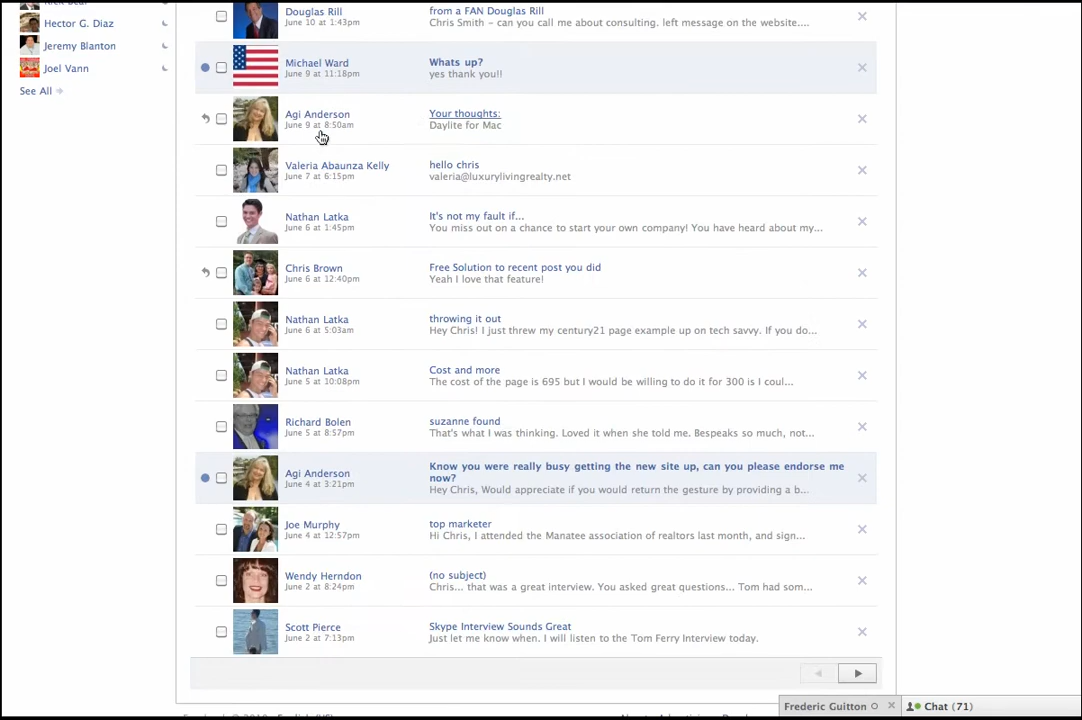 Hector G. Diaz
Jeremy Blanton
Joel Vann
See All
Douglas Rill
June 10 at 1:43pm
from a FAN Douglas Rill
Chris Smith - can you call me about consulting. left message on the website....
Michael Ward
June 9 at 11:18pm
Whats up?
yes thank you!!
Agi Anderson
June 9 at 8:50am
Your thoughts:
Daylite for Mac
Valeria Abaunza Kelly
June 7 at 6:15pm
hello chris
valeria@luxurylivingrealty.net
Nathan Latka
June 6 at 1:45pm
It's not my fault if...
You miss out on a chance to start your own company! You have heard about my...
Chris Brown
June 6 at 12:40pm
Free Solution to recent post you did
Yeah I love that feature!
Nathan Latka
June 6 at 5:03am
throwing it out
Hey Chris! I just threw my century21 page example up on tech savvy. If you do...
Nathan Latka
June 5 at 10:08pm
Cost and more
The cost of the page is 695 but I would be willing to do it for 300 is I coul...
Richard Bolen
June 5 at 8:57pm
suzanne found
That's what I was thinking. Loved it when she told me. Bespeaks so much, not...
Agi Anderson
June 4 at 3:21pm
Know you were really busy getting the new site up, can you please endorse me
now?
Hey Chris, Would appreciate if you would return the gesture by providing a b...
Joe Murphy
June 4 at 12:57pm
top marketer
Hi Chris, I attended the Manatee association of realtors last month, and sign...
Wendy Herndon
June 2 at 8:24pm
(no subject)
Chris... that was a great interview. You asked great questions... Tom had som...
Scott Pierce
June 2 at 7:13pm
Skype Interview Sounds Great
Just let me know when. I will listen to the Tom Ferry Interview today.
Frederic Guitton
Chat (71)